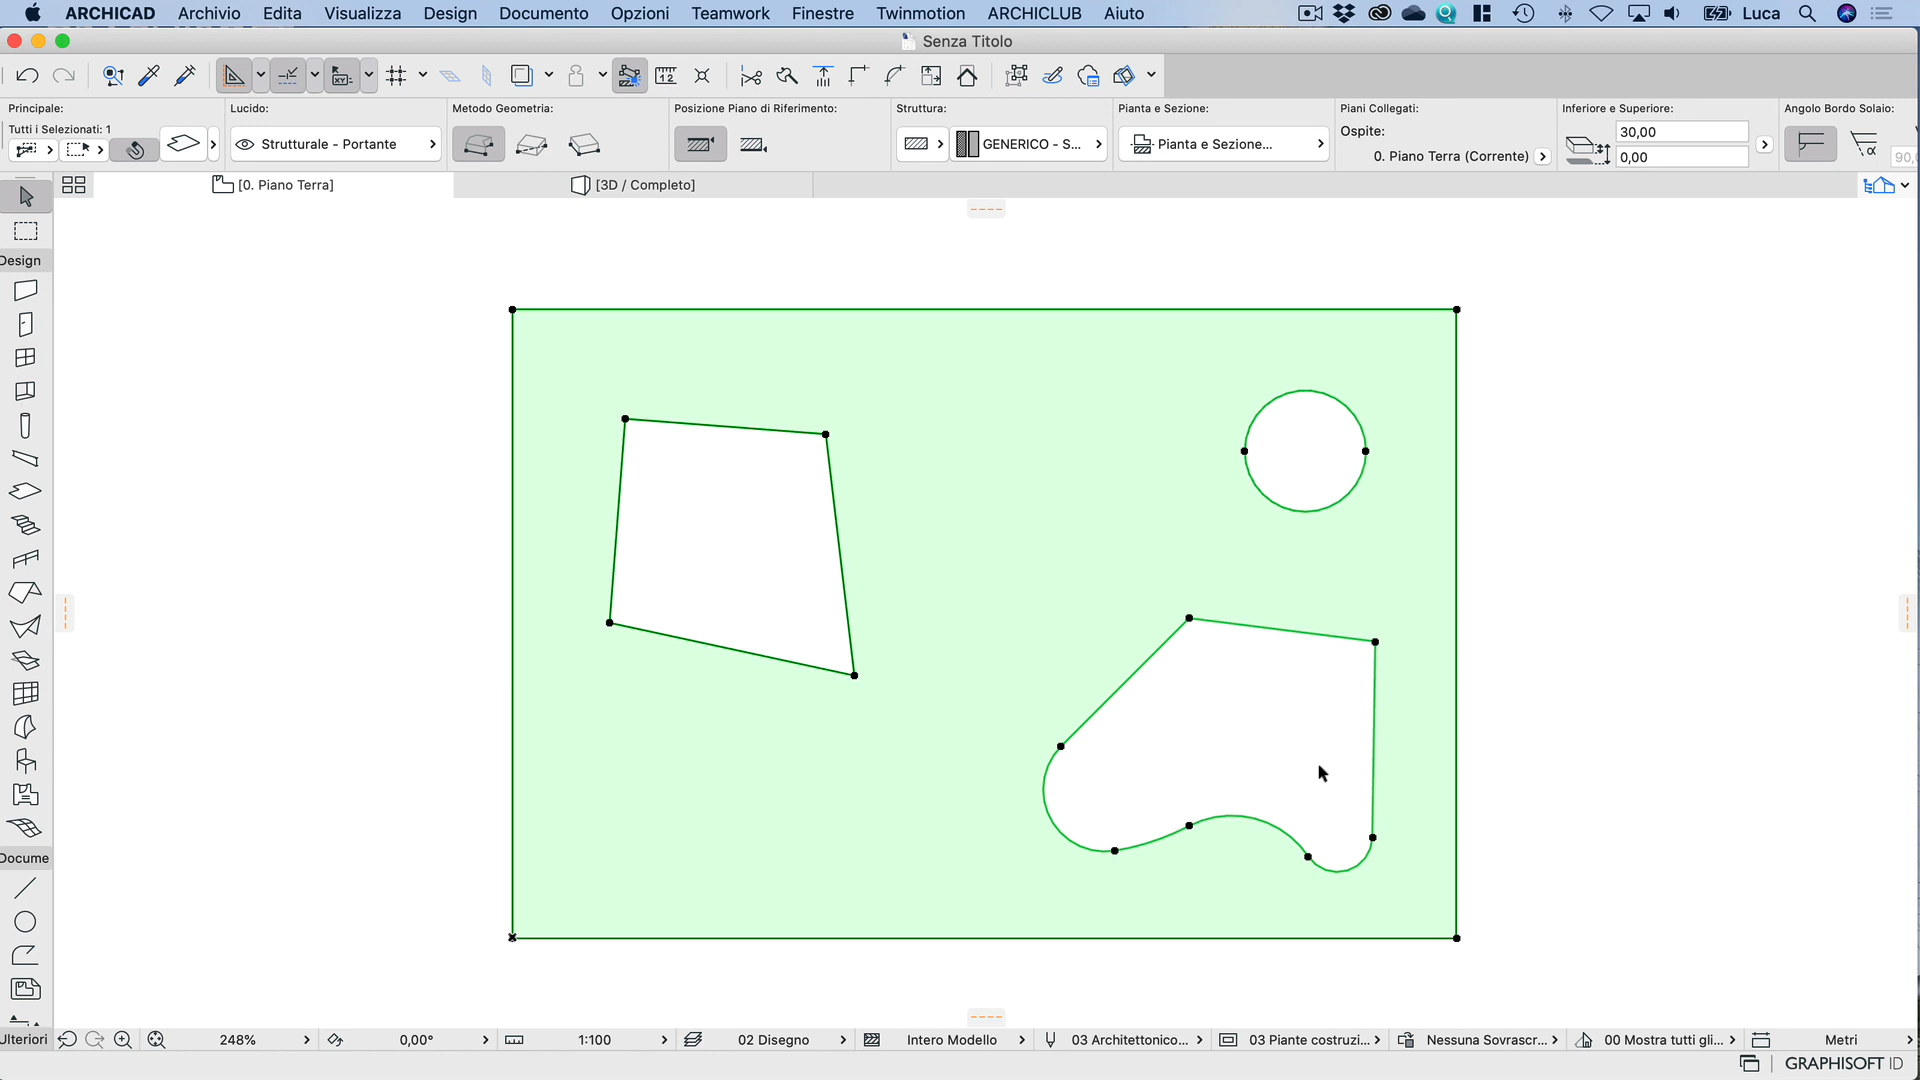 ARCHICAD Archivio Edita Visualizza Design Documento Opzioni Teamwork Finestre Twinmotion ARCHICLUB Aiuto Luca
Senza Titolo
Principale: Lucido: Metodo Geometria: Posizione Piano di Riferimento: Struttura: Pianta e Sezione: Piani Collegati: Inferiore e Superiore: Angolo Bordo Solaio:
Tutti i Selezionati: 1
Ospite:
30,00
Strutturale - Portante
GENERICO - S...
Pianta e Sezione...
0. Piano Terra (Corrente)
0,00
90,
[0. Piano Terra] [3D / Completo]
Design
Docume
Ulteriori
248% 0,00° 1:100 02 Disegno Intero Modello 03 Architettonico... 03 Piante costruzi... Nessuna Sovrascr... 00 Mostra tutti gli... Metri
GRAPHISOFT ID